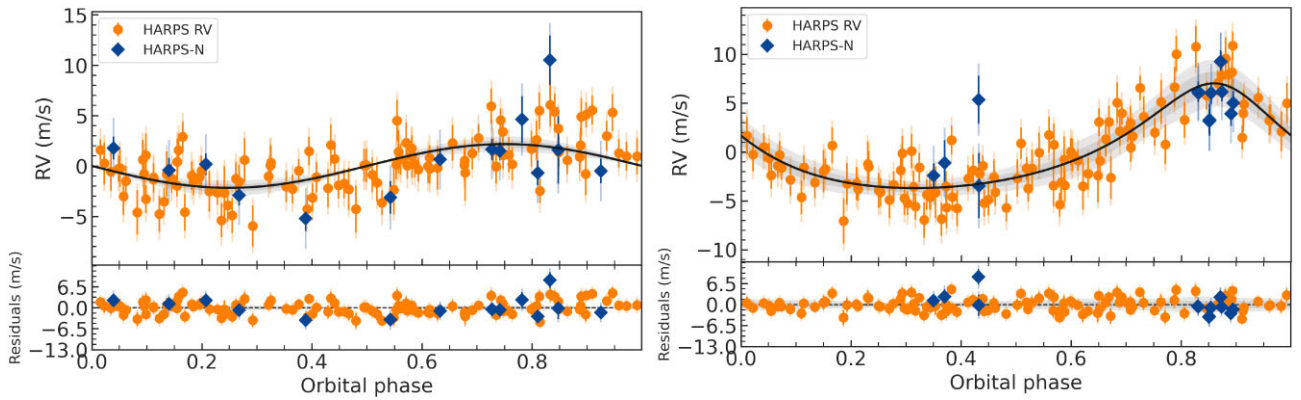 15
10
5
0
−5
RV (m/s)
HARPS RV
HARPS-N
6.5
0.0
−6.5
−13.0
Residuals (m/s)
0.0
0.2
0.4
0.6
0.8
Orbital phase
10
5
0
−5
−10
RV (m/s)
HARPS RV
HARPS-N
6.5
0.0
−6.5
−13.0
Residuals (m/s)
0.0
0.2
0.4
0.6
0.8
Orbital phase